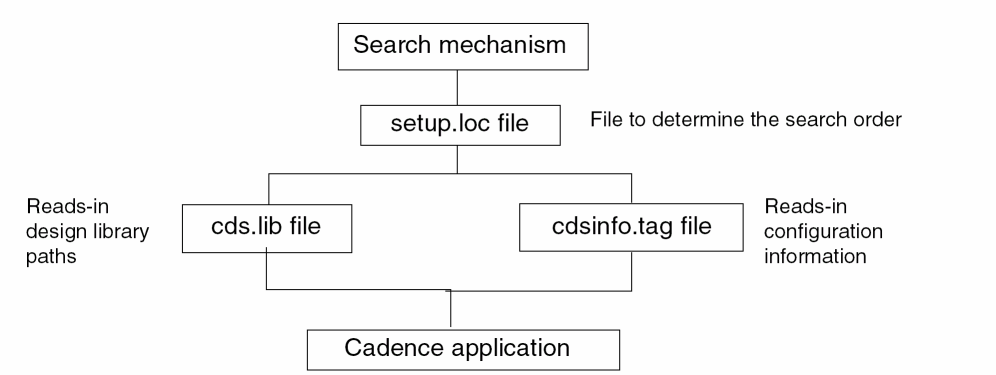 Search mechanism
setup.loc file
File to determine the search order
Reads-in
design library
paths
cds.lib file
cdsinfo.tag file
Reads-in
configuration
information
Cadence application